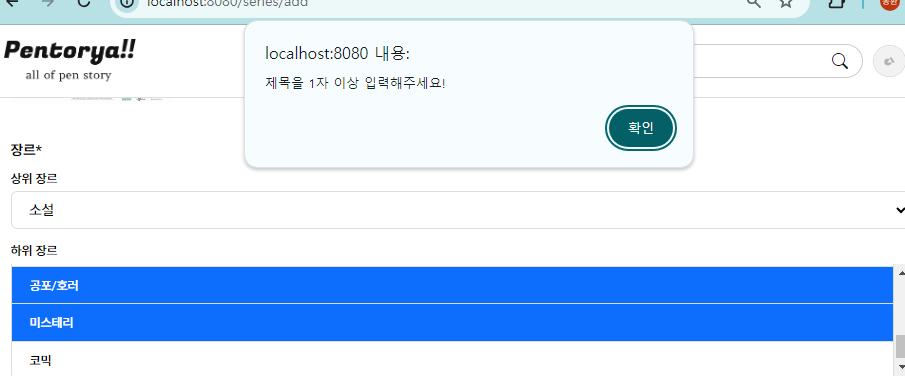 localhost:8080/series/add
종완
localhost:8080 내용:
제목을 1자 이상 입력해주세요!
확인
Pentorya!!
all of pen story
장르*
상위 장르
소설
하위 장르
공포/호러
미스테리
코믹